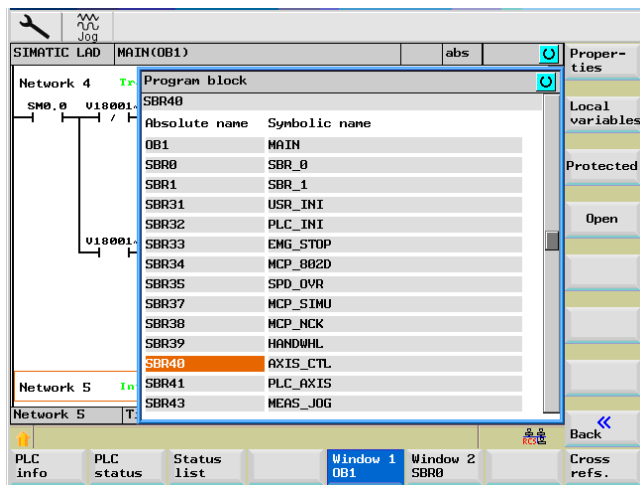 Jog
SIMATIC LAD MAIN(OB1) abs
Proper-
ties
Network 4 Tr
SM0.0 V18001
Program block
SBR40
Absolute name Symbolic name
OB1 MAIN
SBR0 SBR_0
SBR1 SBR_1
SBR31 USR_INI
SBR32 PLC_INI
SBR33 EMG_STOP
SBR34 MCP_802D
SBR35 SPD_OVR
SBR37 MCP_SIMU
SBR38 MCP_NCK
SBR39 HANDWHL
SBR40 AXIS_CTL
SBR41 PLC_AXIS
SBR43 MEAS_JOG
V18001
Network 5 In
Network 5 T
Local
variables
Protected
Open
RCS
« Back
PLC
info
PLC
status
Status
list
Window 1
OB1
Window 2
SBR0
Cross
refs.